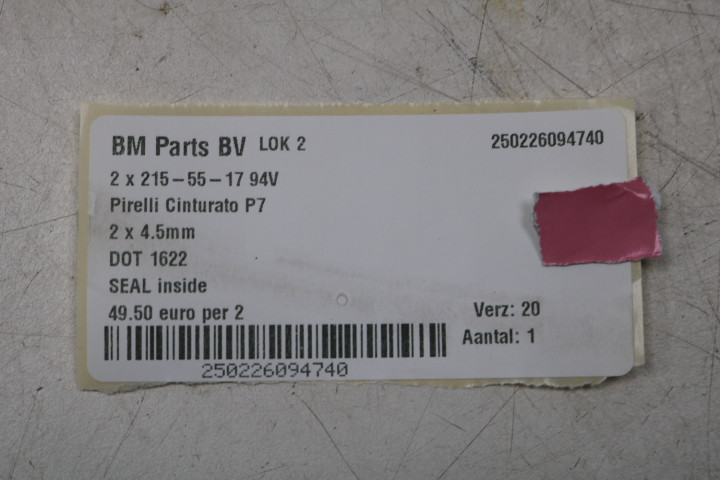 BM Parts BV LOK 2 250226094740
2 x 215-55-17 94V
Pirelli Cinturato P7
2 x 4.5mm
DOT 1622
SEAL inside
49.50 euro per 2 Verz: 20
Aantal: 1
250226094740